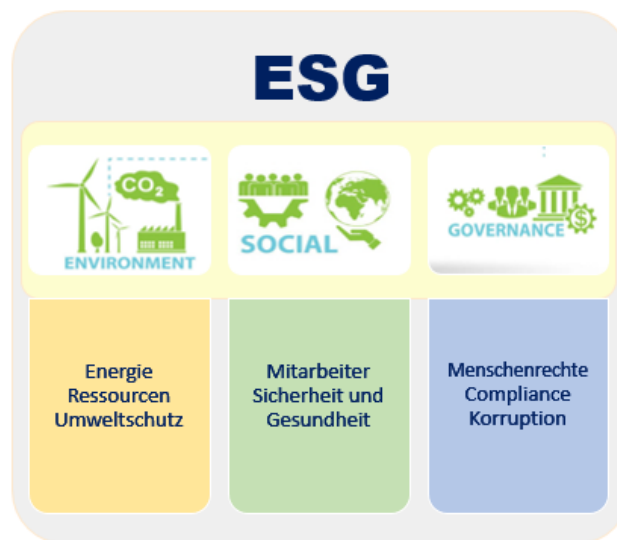 ESG
CO2
ENVIRONMENT
SOCIAL
$
GOVERNANCE
Energie
Ressourcen
Umweltschutz
Mitarbeiter
Sicherheit und
Gesundheit
Menschenrechte
Compliance
Korruption